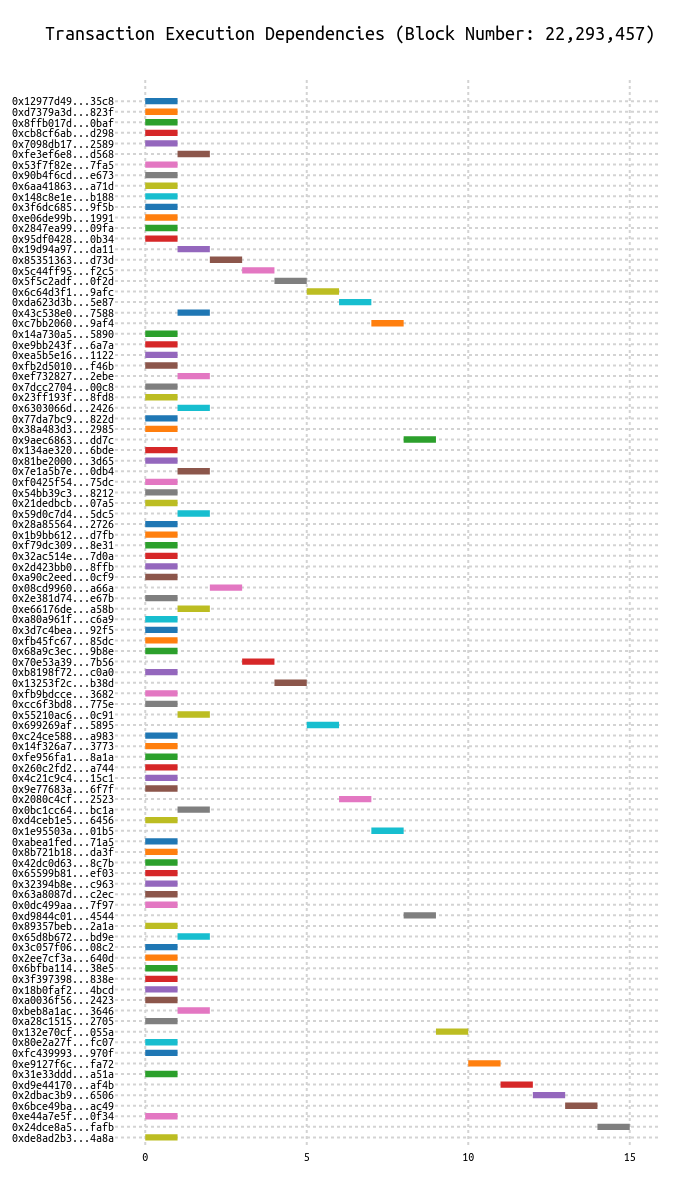 Transaction Execution Dependencies (Block Number: 22,293,457)
0x12977d49...35c8
0xd7379a3d...823f
0x8ffb017d...0baf
0xcb8cf6ab...d298
0x7098db17...2589
0xfe3ef6e8...d568
0x53f7f82e...7fa5
0x90b4f6cd...e673
0x6aa41863...a71d
0x148c8e1e...b188
0x3f6dc685...9f5b
0xe06de99b...1991
0x2847ea99...09fa
0x95df0428...0b34
0x19d94a97...da11
0x85351363...d73d
0x5c44ff95...f2c5
0x5f5c2adf...0f2d
0x6c64d3f1...9afc
0xda623d3b...5e87
0x43c538e0...7588
0xc7bb2060...9af4
0x14a730a5...5890
0xe9bb243f...6a7a
0xea5b5e16...1122
0xfb2d5010...f46b
0xef732827...2ebe
0x7dcc2704...00c8
0x23ff193f...8fd8
0x6303066d...2426
0x77da7bc9...822d
0x38a483d3...2985
0x9aec6863...dd7c
0x134ae320...6bde
0x81be2000...3d65
0x7e1a5b7e...0db4
0xf0425f54...75dc
0x54bb39c3...8212
0x21dedbcb...07a5
0x59d0c7d4...5dc5
0x28a85564...2726
0x1b9bb612...d7fb
0xf79dc309...8e31
0x32ac514e...7d0a
0x2d423bb0...8ffb
0xa90c2eed...0cf9
0x08cd9960...a66a
0x2e381d74...e67b
0xe66176de...a58b
0xa80a961f...c6a9
0x3d7c4bea...92f5
0xfb45fc67...85dc
0x68a9c3ec...9b8e
0x70e53a39...7b56
0xb8198f72...c0a0
0x13253f2c...b38d
0xfb9bdcce...3682
0xcc6f3bd8...775e
0x55210ac6...0c91
0x699269af...5895
0xc24ce588...a983
0x14f326a7...3773
0xfe956fa1...8a1a
0x260c2fd2...a744
0x4c21c9c4...15c1
0x9e77683a...6f7f
0x2080c4cf...2523
0x0bc1cc64...bc1a
0xd4ceb1e5...6456
0x1e95503a...01b5
0xabea1fed...71a5
0x8b721b18...da3f
0x42dc0d63...8c7b
0x65599b81...ef03
0x32394b8e...c963
0x63a8087d...c2ec
0x0dc499aa...7f97
0xd9844c01...4544
0x89357beb...2a1a
0x65d8b672...bd9e
0x3c057f06...08c2
0x2ee7cf3a...640d
0x6bfba114...38e5
0x3f397398...838e
0x18b0faf2...4bcd
0xa0036f56...2423
0xbeb8a1ac...3646
0xa28c1515...2705
0x132e70cf...055a
0x80e2a27f...fc07
0xfc439993...970f
0xe9127f6c...fa72
0x31e33ddd...a51a
0xd9e44170...af4b
0x2dbac3b9...6506
0x6bce49ba...ac49
0xe44a7e5f...0f34
0x24dce8a5...fafb
0xde8ad2b3...4a8a
0 5 10 15